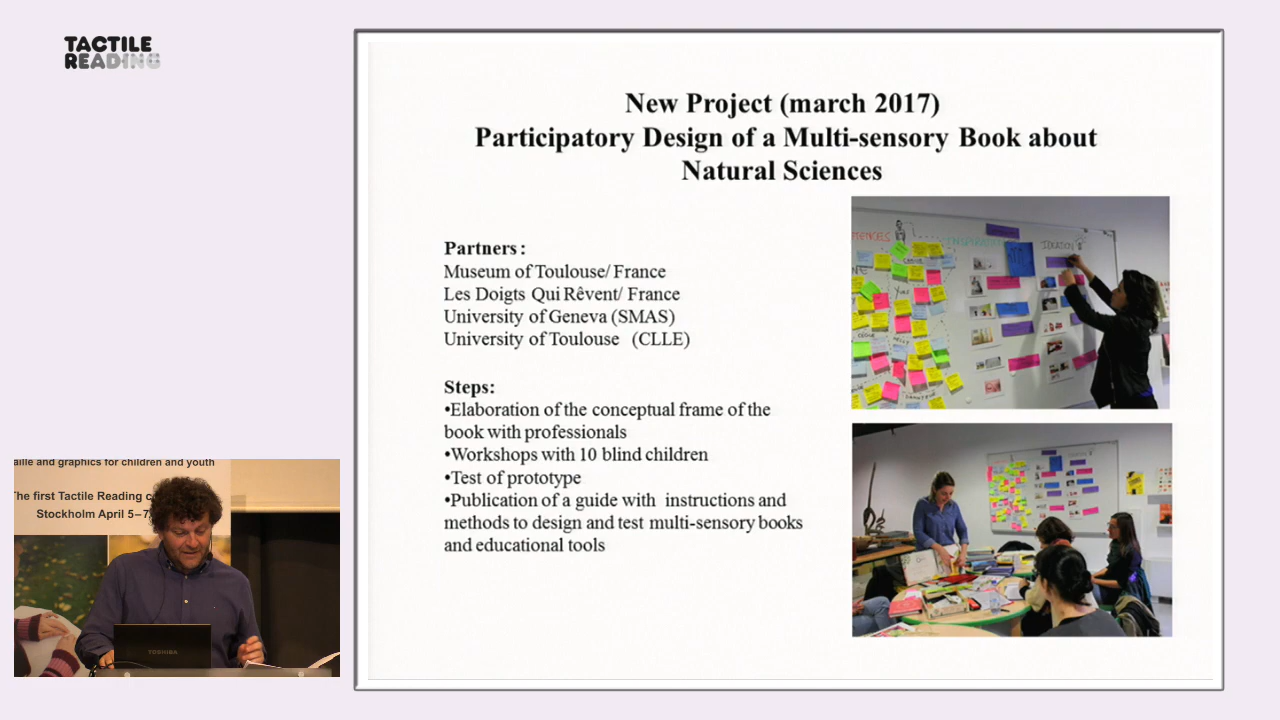 TACTILE
READING
New Project (march 2017)
Participatory Design of a Multi-sensory Book about
Natural Sciences
Partners :
Museum of Toulouse/ France
Les Doigts Qui Rêvent/ France
University of Geneva (SMAS)
University of Toulouse (CLLE)
Steps:
•Elaboration of the conceptual frame of the
book with professionals
•Workshops with 10 blind children
•Test of prototype
•Publication of a guide with instructions and
methods to design and test multi-sensory books
and educational tools
IDEATION
aille and graphics for children and youth
The first Tactile Reading c
Stockholm April 5–7
TOSHIBA